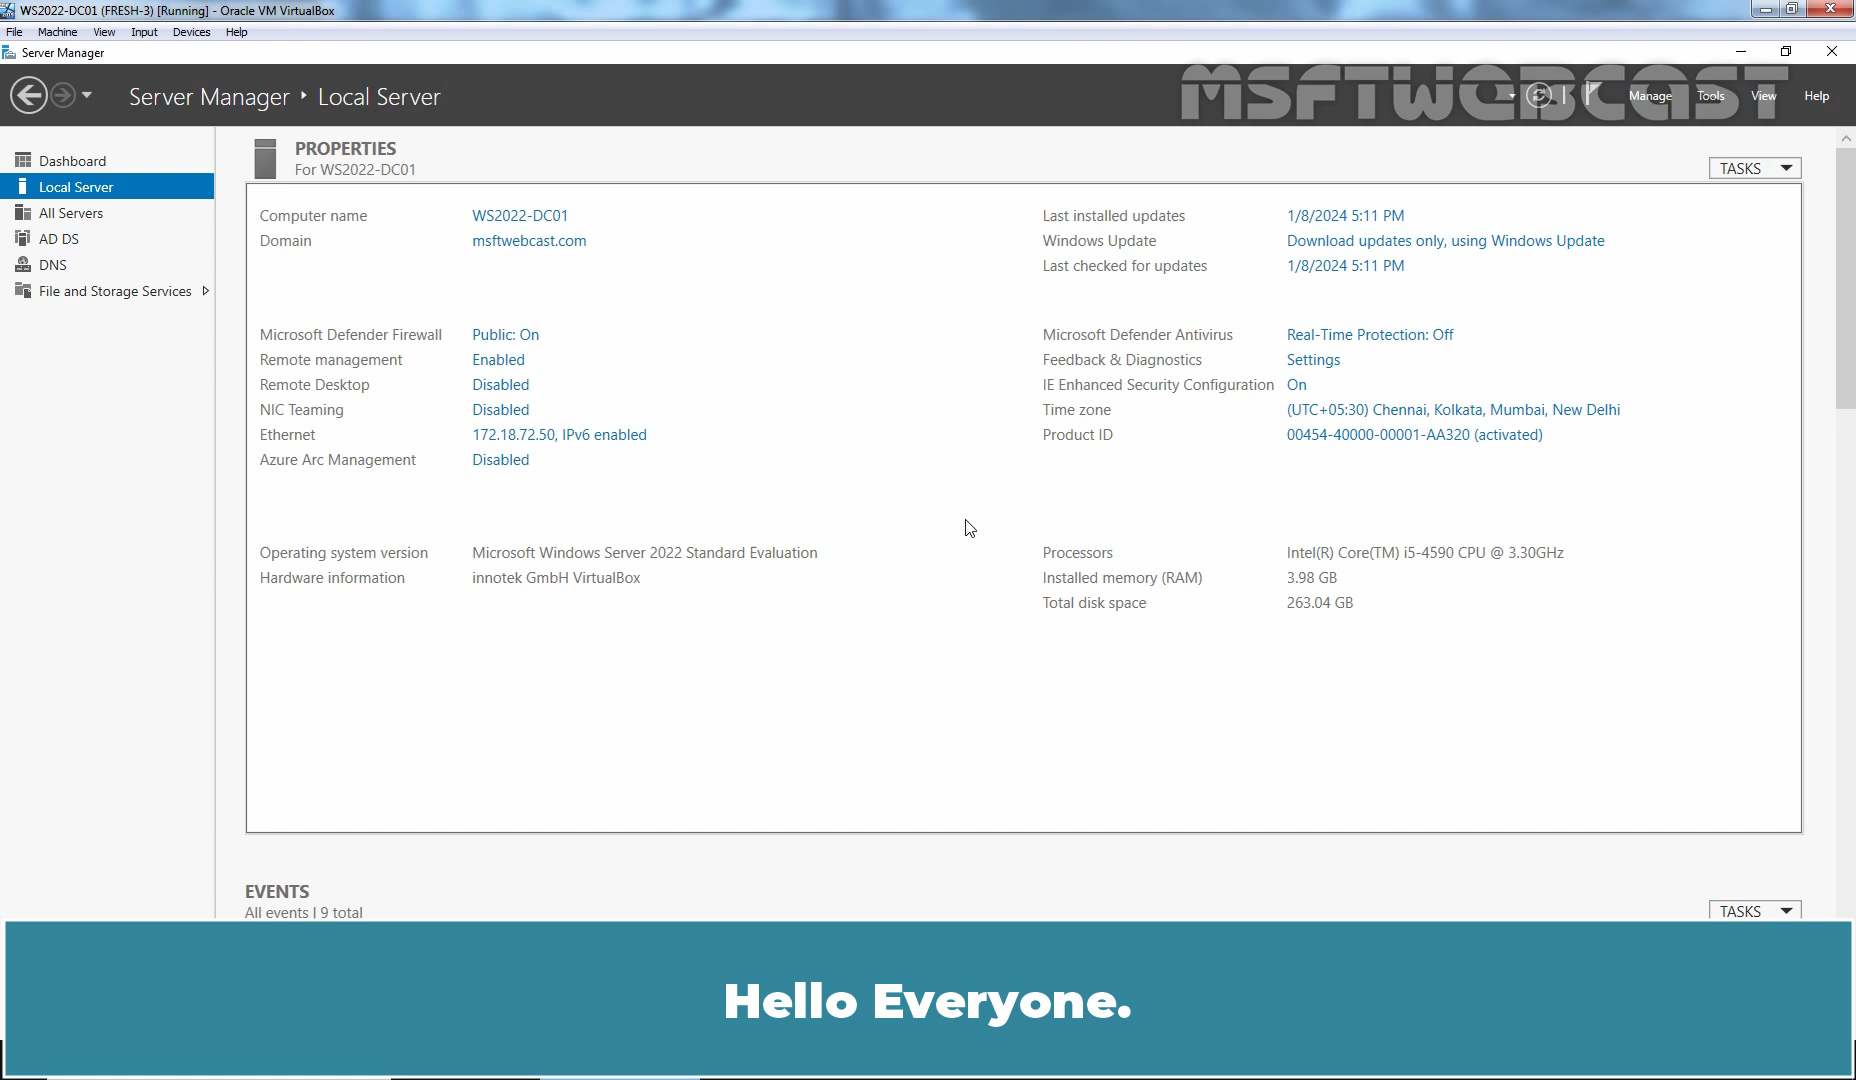 WS2022-DC01 (FRESH-3) [Running] - Oracle VM VirtualBox
File Machine View Input Devices Help
Server Manager
Server Manager Local Server
MSFTWEBCAST
Manage Tools View Help
Dashboard
Local Server
All Servers
AD DS
DNS
File and Storage Services
PROPERTIES
For WS2022-DC01
TASKS
Computer name WS2022-DC01
Domain msftwebcast.com
Last installed updates 1/8/2024 5:11 PM
Windows Update Download updates only, using Windows Update
Last checked for updates 1/8/2024 5:11 PM
Microsoft Defender Firewall Public: On
Remote management Enabled
Remote Desktop Disabled
NIC Teaming Disabled
Ethernet 172.18.72.50, IPv6 enabled
Azure Arc Management Disabled
Microsoft Defender Antivirus Real-Time Protection: Off
Feedback & Diagnostics Settings
IE Enhanced Security Configuration On
Time zone (UTC+05:30) Chennai, Kolkata, Mumbai, New Delhi
Product ID 00454-40000-00001-AA320 (activated)
Operating system version Microsoft Windows Server 2022 Standard Evaluation
Hardware information innotek GmbH VirtualBox
Processors Intel(R) Core(TM) i5-4590 CPU @ 3.30GHz
Installed memory (RAM) 3.98 GB
Total disk space 263.04 GB
EVENTS
All events | 9 total
TASKS
Hello Everyone.